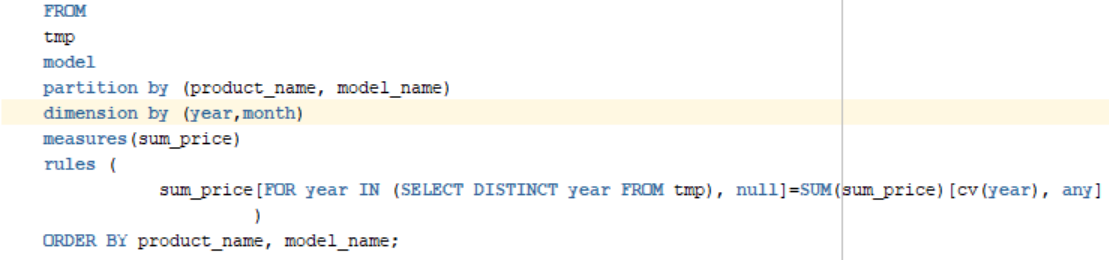 FROM
tmp
model
partition by (product_name, model_name)
dimension by (year,month)
measures(sum_price)
rules (
sum_price[FOR year IN (SELECT DISTINCT year FROM tmp), null]=SUM(sum_price)[cv(year), any]
)
ORDER BY product_name, model_name;